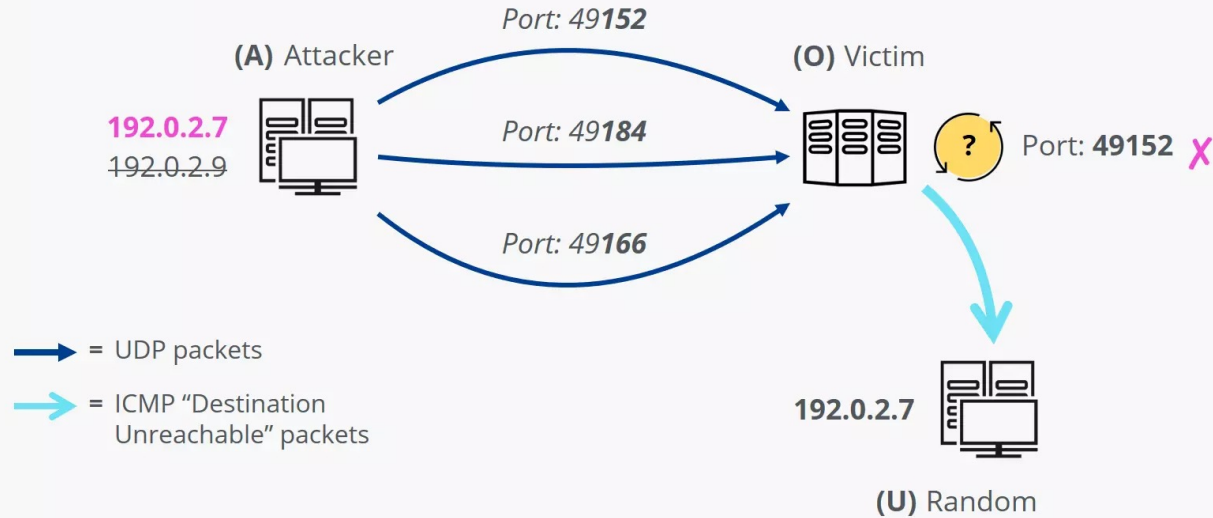 Port: 49152
(A) Attacker
(O) Victim
192.0.2.7
192.0.2.9
Port: 49184
?
Port: 49152 X
Port: 49166
= UDP packets
= ICMP “Destination
Unreachable” packets
192.0.2.7
(U) Random